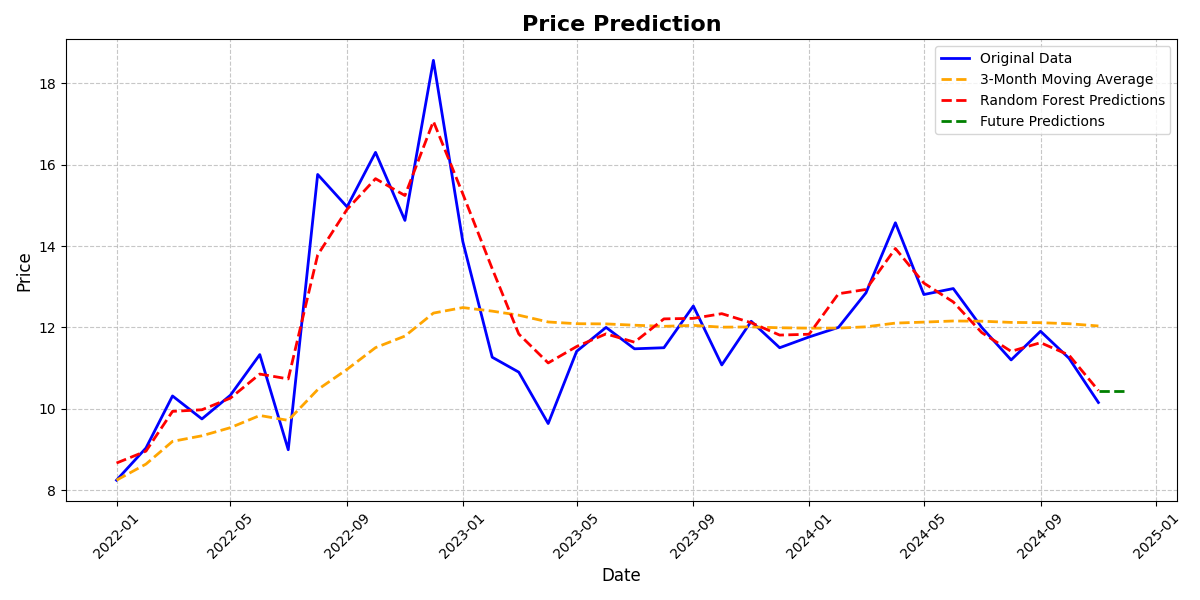 Price Prediction
Original Data
3-Month Moving Average
Random Forest Predictions
Future Predictions
Price
18
16
14
12
10
8
2022-01
2022-05
2022-09
2023-01
2023-05
2023-09
2024-01
2024-05
2024-09
2025-01
Date